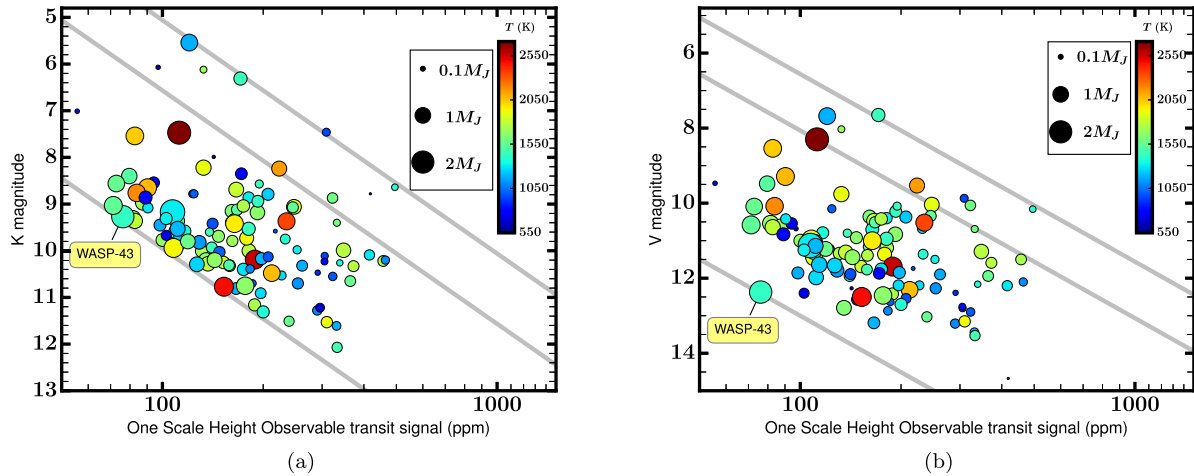 5
6
7
8
9
10
11
12
13
K magnitude
100
1000
One Scale Height Observable transit signal (ppm)
WASP-43
0.1M_J
1M_J
2M_J
T (K)
2550
2050
1550
1050
550
(a)
6
8
10
12
14
V magnitude
100
1000
One Scale Height Observable transit signal (ppm)
WASP-43
0.1M_J
1M_J
2M_J
T (K)
2550
2050
1550
1050
550
(b)